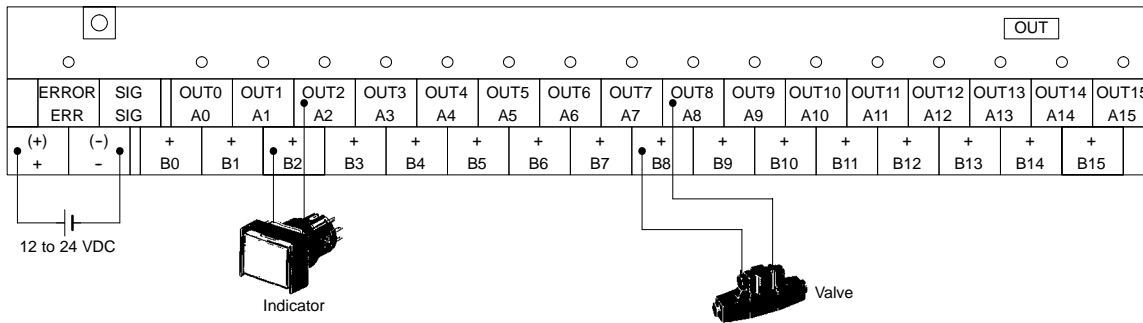 OUT
ERROR SIG OUT0 OUT1 OUT2 OUT3 OUT4 OUT5 OUT6 OUT7 OUT8 OUT9 OUT10 OUT11 OUT12 OUT13 OUT14 OUT15
ERR SIG A0 A1 A2 A3 A4 A5 A6 A7 A8 A9 A10 A11 A12 A13 A14 A15
(+) (-) + + + + + + + + + + + + + + + +
+ - B0 B1 B2 B3 B4 B5 B6 B7 B8 B9 B10 B11 B12 B13 B14 B15
12 to 24 VDC
Indicator
Valve